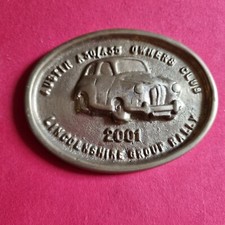 AUSTIN A30/A35 OWNERS CLUB
2001
LINCOLNSHIRE GROUP RALLY